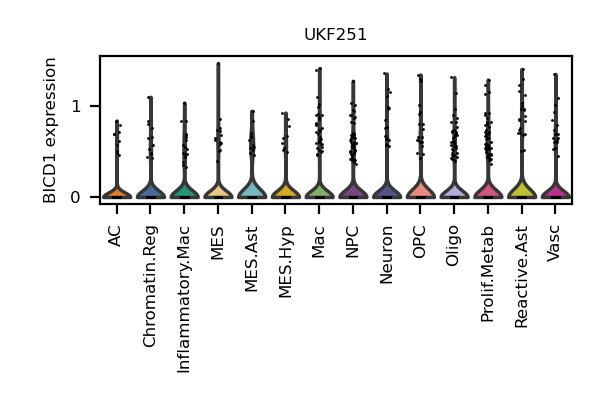 UKF251
BICD1 expression
1
0
AC
Chromatin.Reg
Inflammatory.Mac
MES
MES.Ast
MES.Hyp
Mac
NPC
Neuron
OPC
Oligo
Prolif.Metab
Reactive.Ast
Vasc